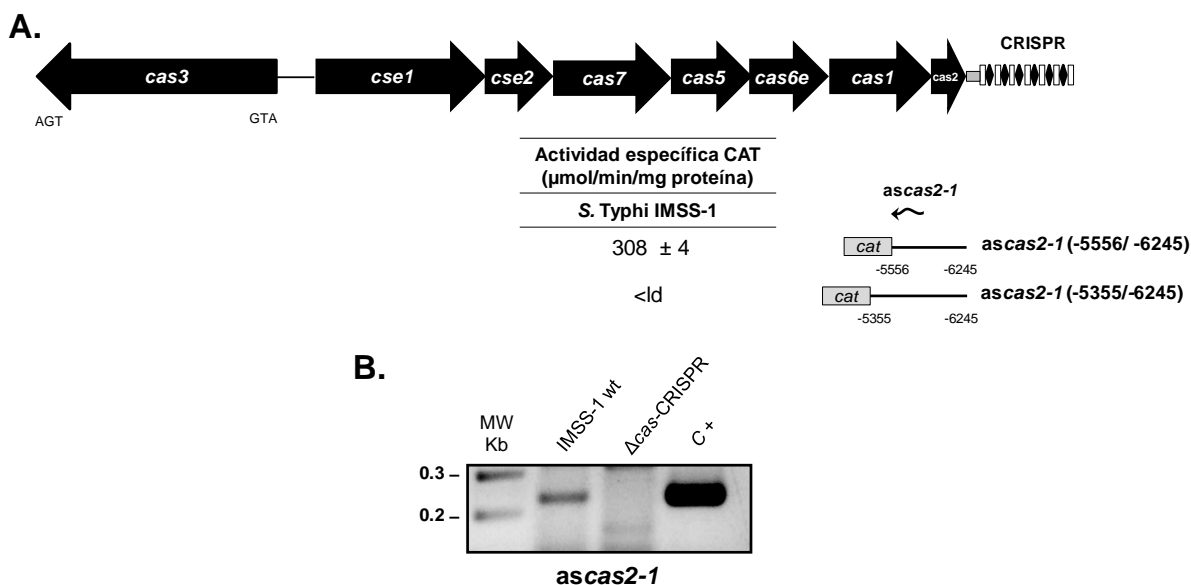 A.
CRISPR
cas3
cse1
cse2
cas7
cas5
cas6e
cas1
cas2
AGT
GTA
Actividad específica CAT
(µmol/min/mg proteína)
S. Typhi IMSS-1
308 ± 4
<ld
ascas2-1
cat
ascas2-1 (-5556/ -6245)
-5556
-6245
cat
ascas2-1 (-5355/-6245)
-5355
-6245
B.
MW
Kb
IMSS-1 wt
Δcas-CRISPR
C +
0.3
0.2
ascas2-1